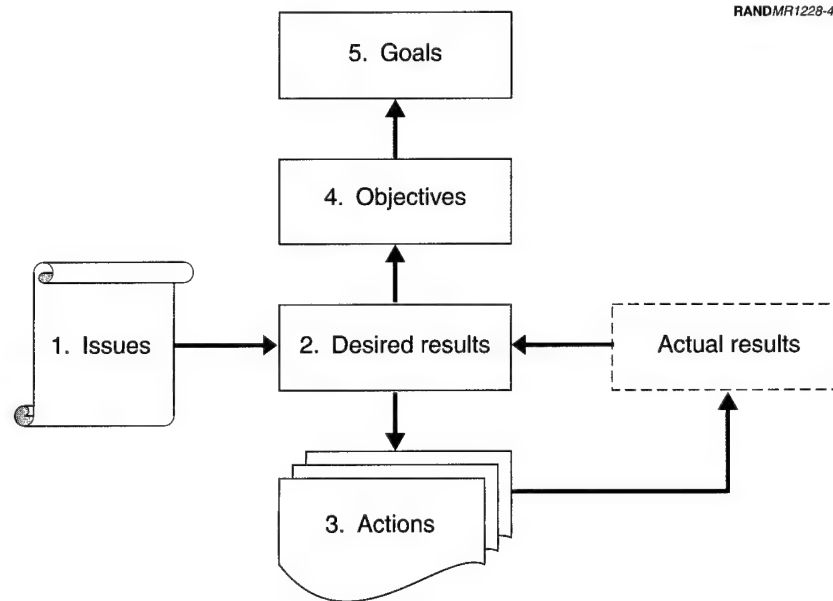 RANDMR1228-4
5. Goals
4. Objectives
1. Issues
2. Desired results
Actual results
3. Actions